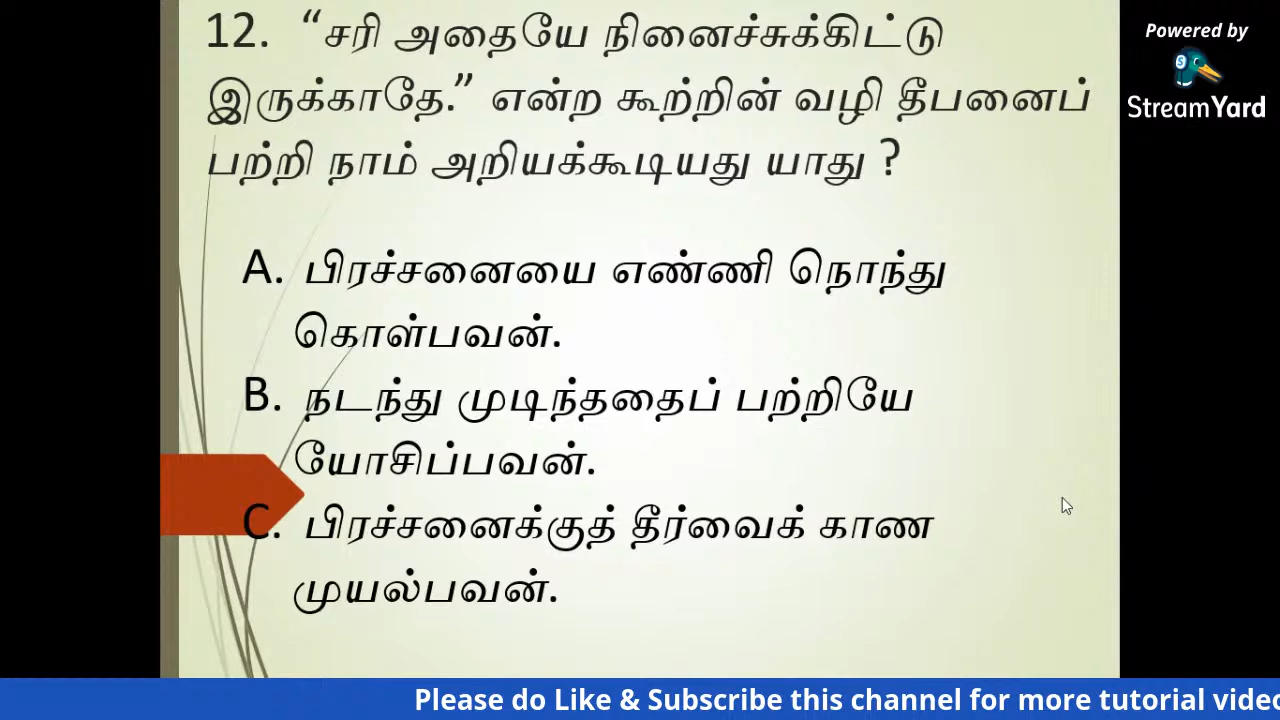 12. “சரி அதையே நினைச்சுக்கிட்டு
இருக்காதே.” என்ற கூற்றின் வழி தீபனைப்
பற்றி நாம் அறியக்கூடியது யாது ?
A. பிரச்சனையை எண்ணி நொந்து
கொள்பவன்.
B. நடந்து முடிந்ததைப் பற்றியே
யோசிப்பவன்.
C. பிரச்சனைக்குத் தீர்வைக் காண
முயல்பவன்.
Powered by
StreamYard
Please do Like & Subscribe this channel for more tutorial video